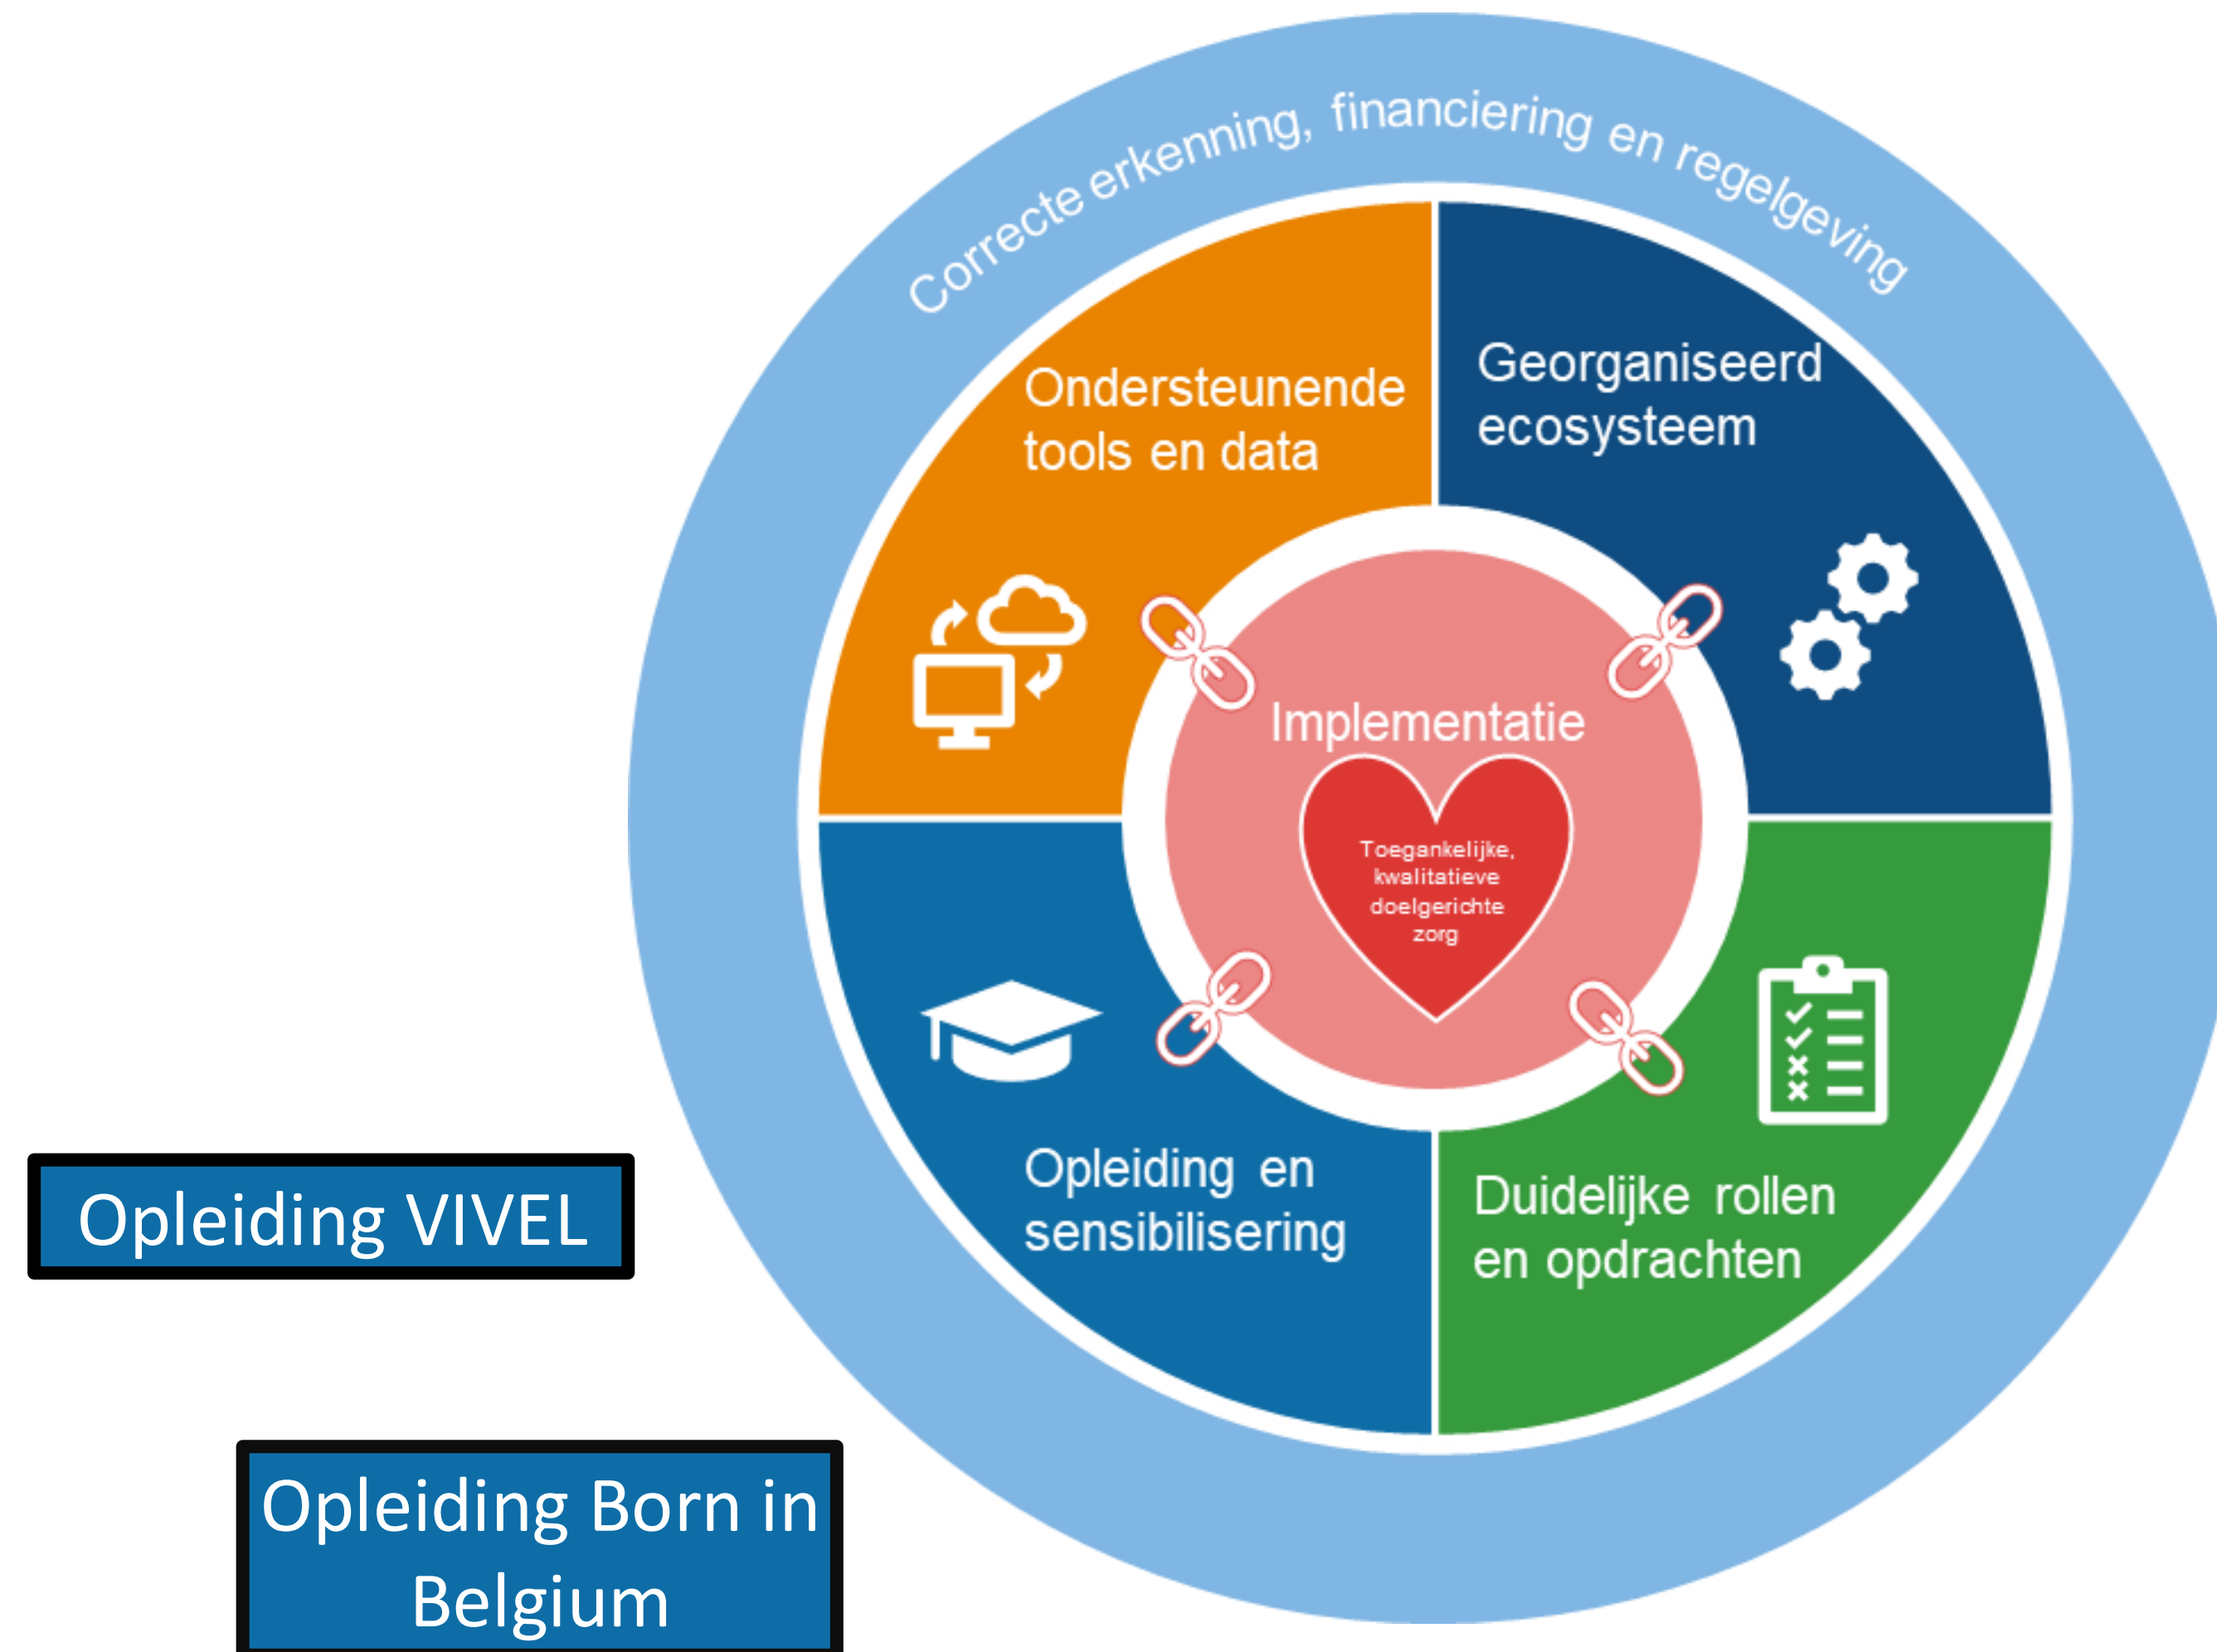 Correcte erkenning, financiering en regelgeving
Ondersteunende
tools en data
Georganiseerd
ecosysteem
Implementatie
Toegankelijke,
kwalitatieve
doelgerichte
zorg
Opleiding en
sensibilisering
Duidelijke rollen
en opdrachten
Opleiding VIVEL
Opleiding Born in
Belgium